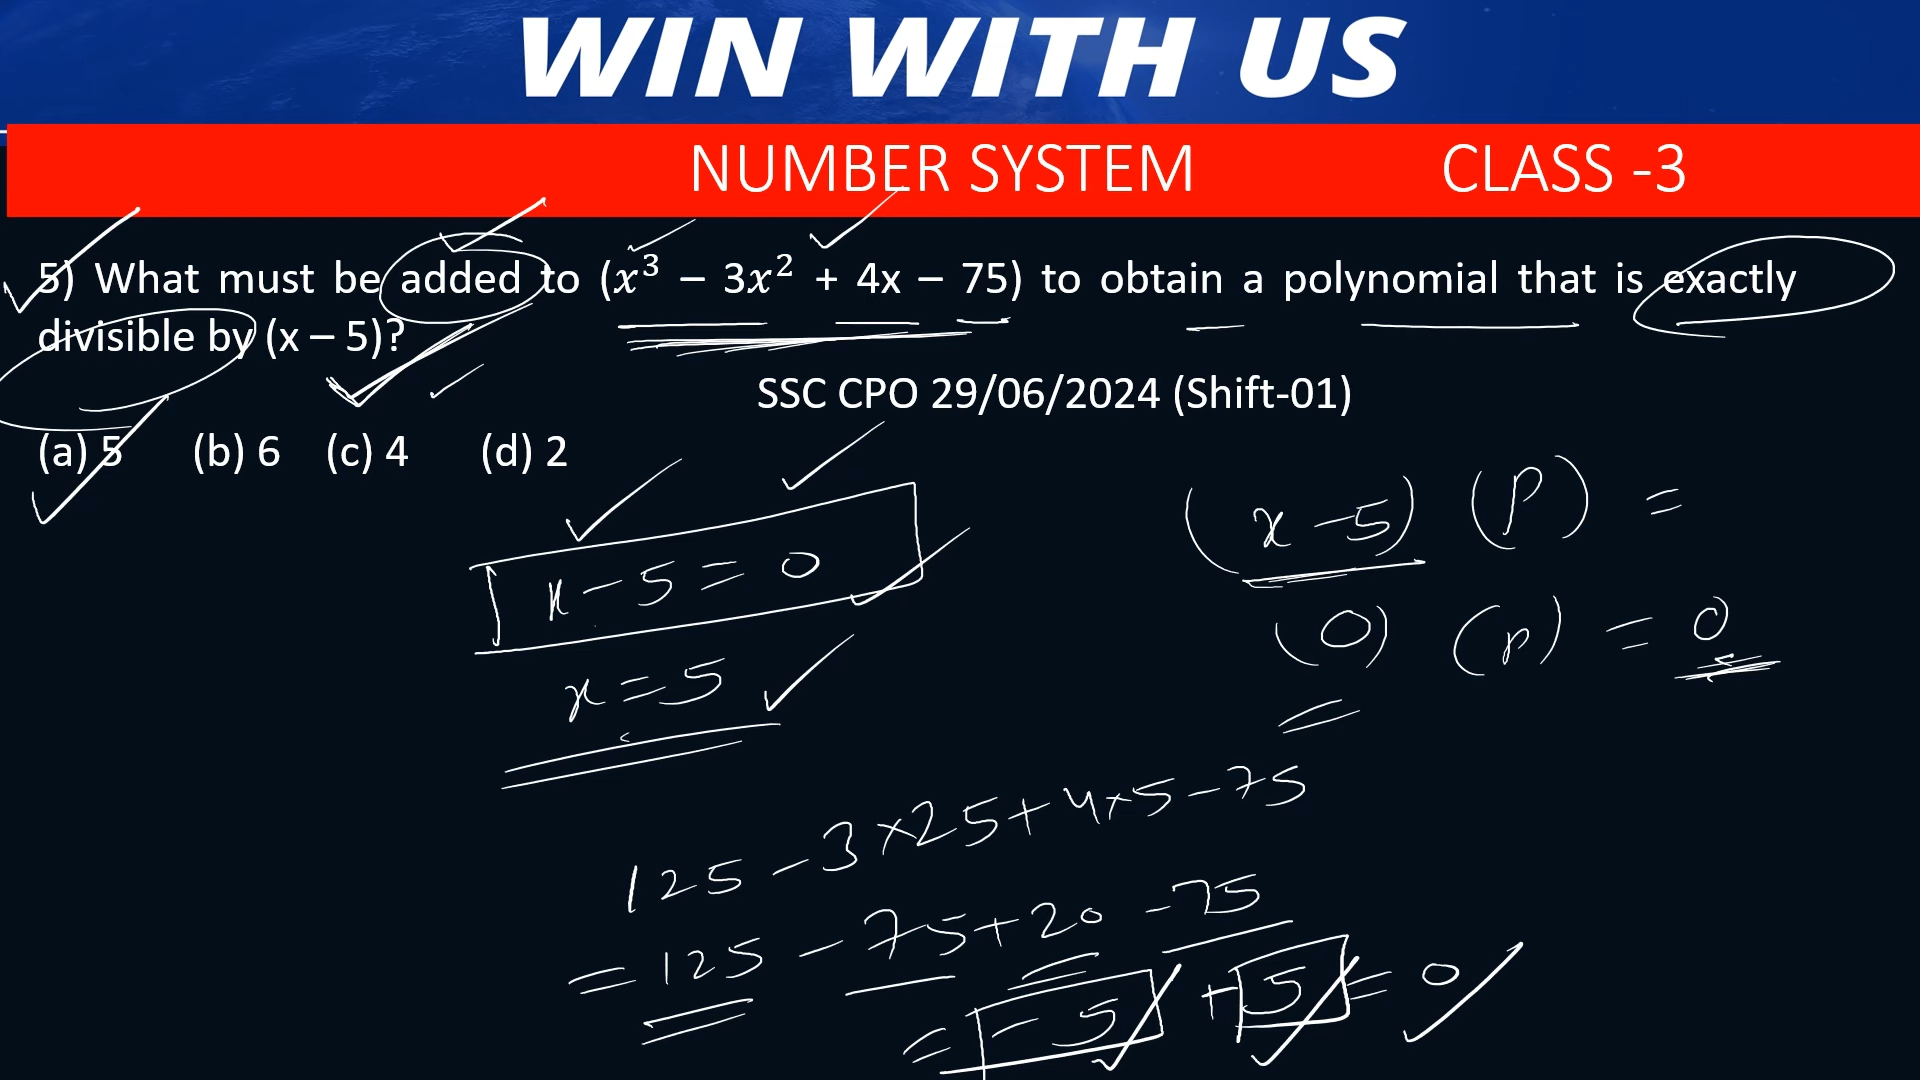 WIN WITH US
NUMBER SYSTEM CLASS -3
5) What must be added to (x³ − 3x² + 4x − 75) to obtain a polynomial that is exactly
divisible by (x – 5)?
SSC CPO 29/06/2024 (Shift-01)
(a) 5 (b) 6 (c) 4 (d) 2
(x-5) (P) =
x-5=0
(0) (P) = 0
x=5
=
125-3×25+4×5-75
=125-75+20-75
= -5 +5 = 0